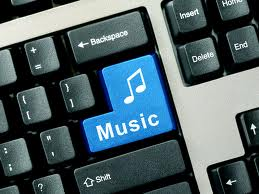 Insert
Home
← Backspace
Delete
End
+
=
{
[
}
]
Music
"
'
⇧ Shift
?
/